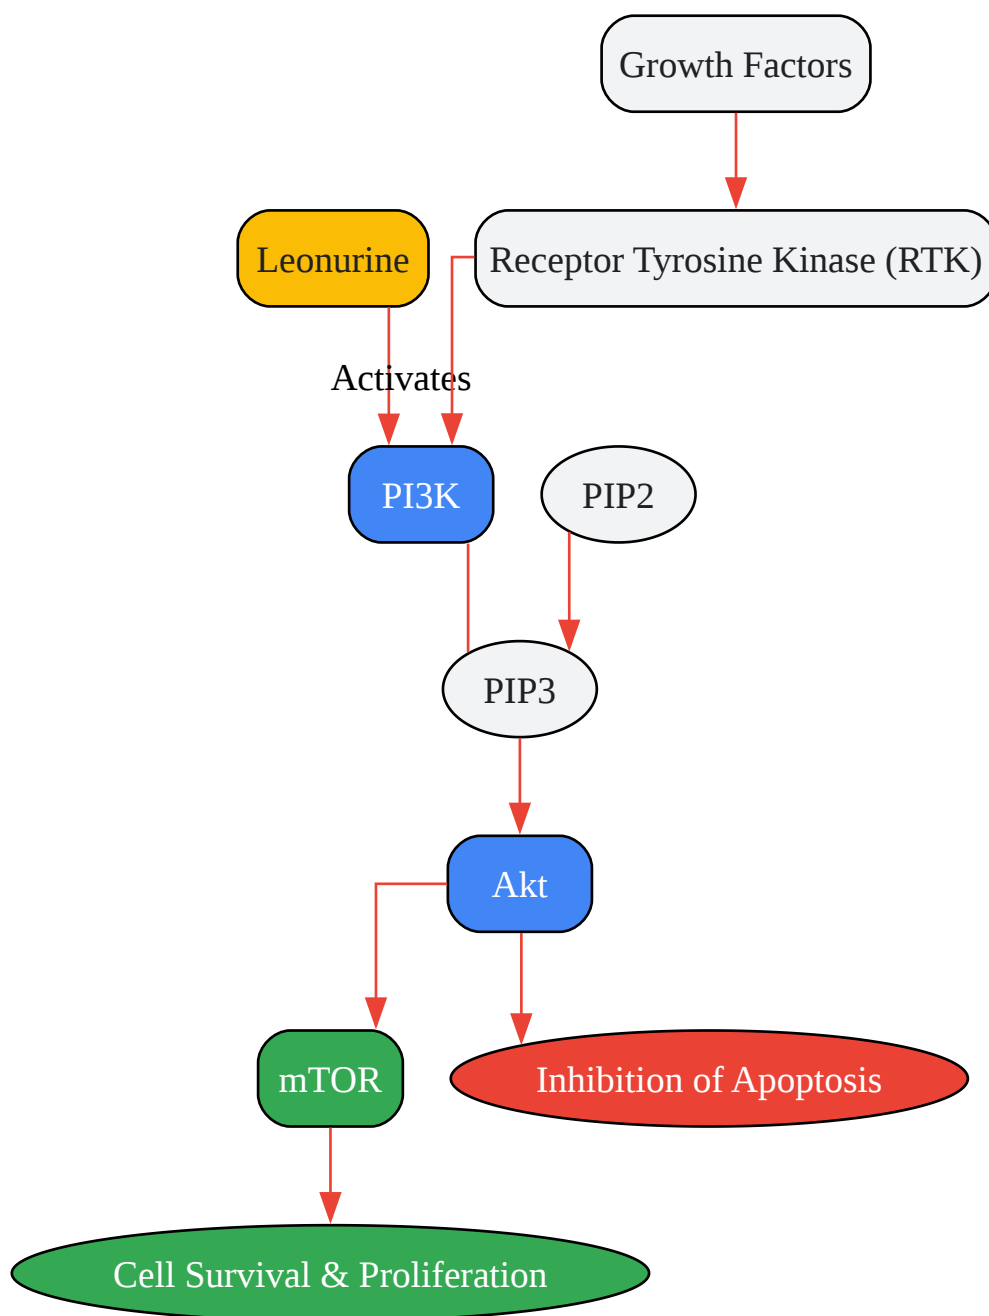 Growth Factors
Leonurine
Receptor Tyrosine Kinase (RTK)
Activates
PI3K
PIP2
PIP3
Akt
mTOR
Inhibition of Apoptosis
Cell Survival & Proliferation